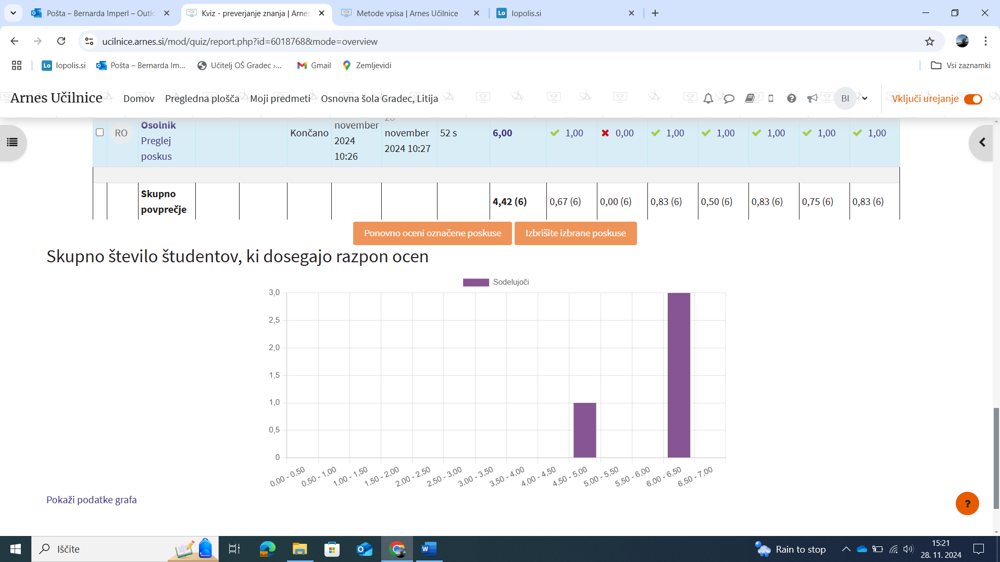 Pošta – Bernarda Imperl – Outlo
Kviz - preverjanje znanja | Arnes
Metode vpisa | Arnes Učilnice
Lo lopolis.si
ucilnice.arnes.si/mod/quiz/report.php?id=6018768&mode=overview
Lo lopolis.si
Pošta – Bernarda Im...
Učitelj OŠ Gradec ›...
Gmail
Zemljevidi
Vsi zaznamki
Arnes Učilnice
Domov
Pregledna plošča
Moji predmeti
Osnovna šola Gradec, Litija
BI
Vključi urejanje
RO
Osolnik
Preglej
poskus
Končano
november
2024
10:26
28
november
2024 10:27
52 s
6,00
1,00
0,00
1,00
1,00
1,00
1,00
1,00
Skupno
povprečje
4,42 (6)
0,67 (6)
0,00 (6)
0,83 (6)
0,50 (6)
0,83 (6)
0,75 (6)
0,83 (6)
Ponovno oceni označene poskuse
Izbrišite izbrane poskuse
Skupno število študentov, ki dosegajo razpon ocen
Sodelujoči
3,0
2,5
2,0
1,5
1,0
0,5
0
0,00 - 0,50
0,50 - 1,00
1,00 - 1,50
1,50 - 2,00
2,00 - 2,50
2,50 - 3,00
3,00 - 3,50
3,50 - 4,00
4,00 - 4,50
4,50 - 5,00
5,00 - 5,50
5,50 - 6,00
6,00 - 6,50
6,50 - 7,00
Pokaži podatke grafa
?
Iščite
Rain to stop
15:21
28. 11. 2024